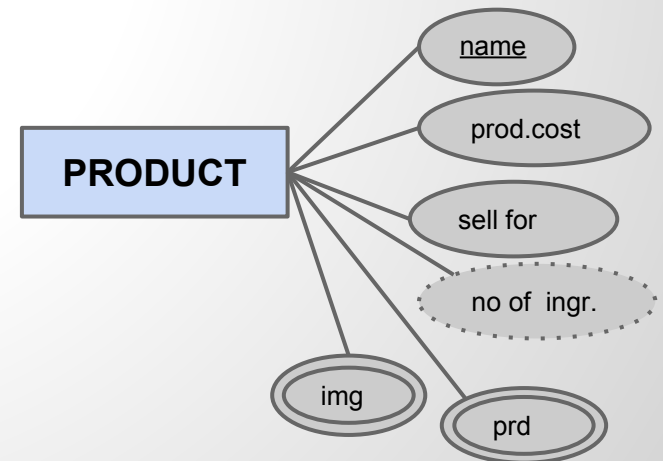 name
prod.cost
PRODUCT
sell for
no of ingr.
img
prd